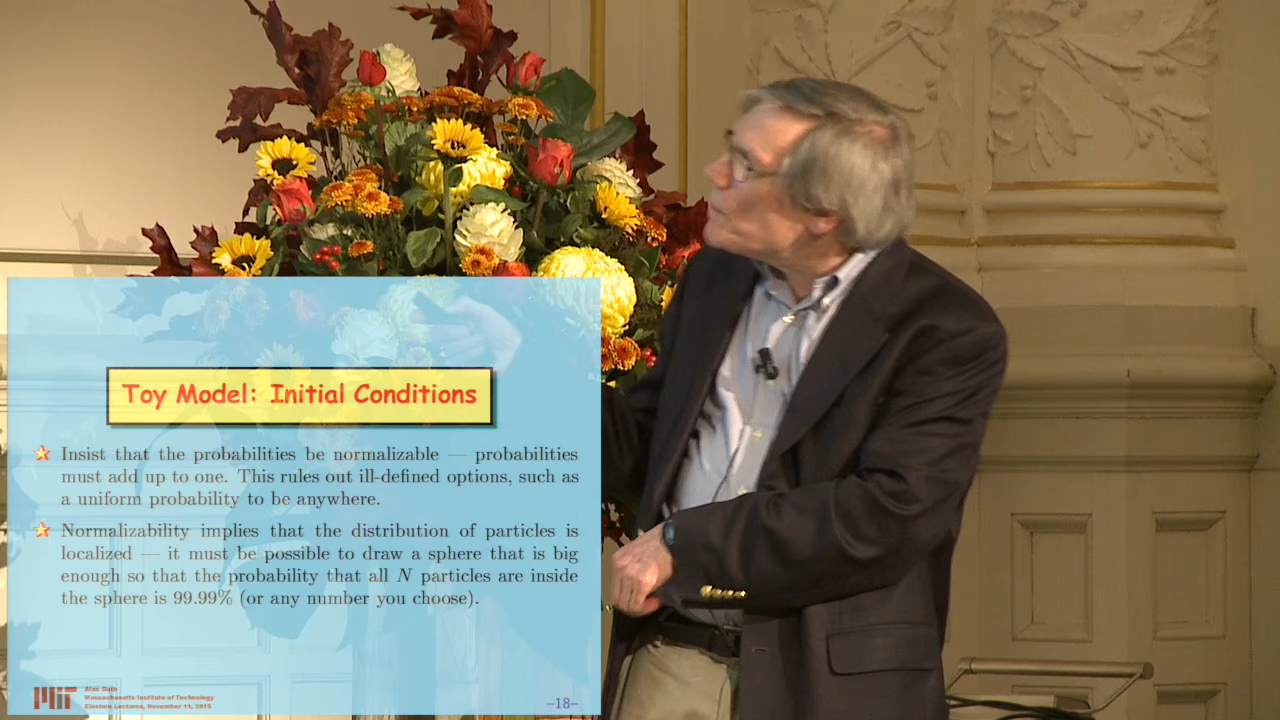 Toy Model: Initial Conditions
Insist that the probabilities be normalizable — probabilities
must add up to one. This rules out ill-defined options, such as
a uniform probability to be anywhere.
Normalizability implies that the distribution of particles is
localized — it must be possible to draw a sphere that is big
enough so that the probability that all N particles are inside
the sphere is 99.99% (or any number you choose).
MIT
Alan Guth
Massachusetts Institute of Technology
Einstein Lectures, November 11, 2015
–18–